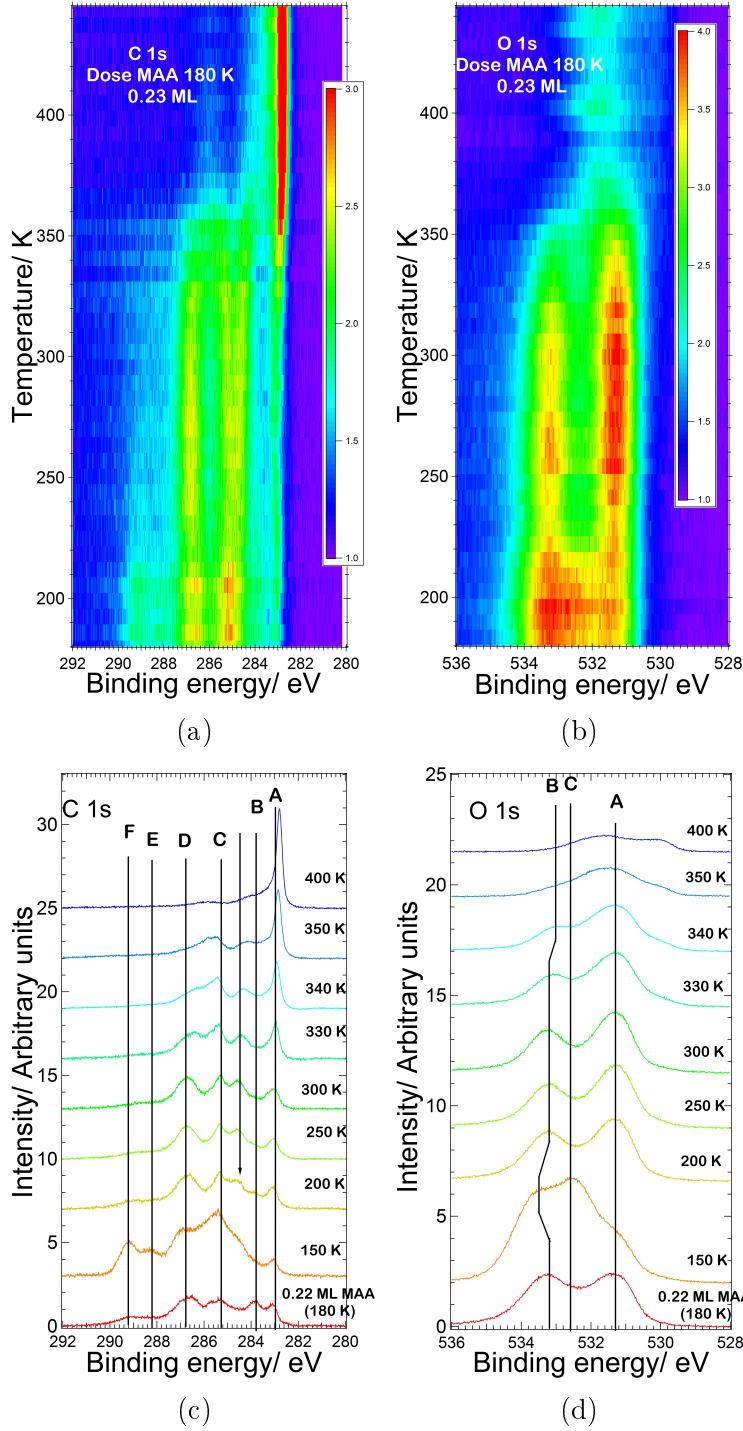 C 1s
Dose MAA 180 K
0.23 ML
3.0
2.5
2.0
1.5
1.0
400
350
300
250
200
Temperature/ K
292 290 288 286 284 282 280
Binding energy/ eV
(a)
O 1s
Dose MAA 180 K
0.23 ML
4.0
3.5
3.0
2.5
2.0
1.5
1.0
400
350
300
250
200
Temperature/ K
536 534 532 530 528
Binding energy/ eV
(b)
C 1s
F E D C B A
30
25
20
15
10
5
0
Intensity/ Arbitrary units
400 K
350 K
340 K
330 K
300 K
250 K
200 K
150 K
0.22 ML MAA
(180 K)
292 290 288 286 284 282 280
Binding energy/ eV
(c)
O 1s
B C A
25
20
15
10
5
0
Intensity/ Arbitrary units
400 K
350 K
340 K
330 K
300 K
250 K
200 K
150 K
0.22 ML MA
(180 K)
536 534 532 530 528
Binding energy/ eV
(d)